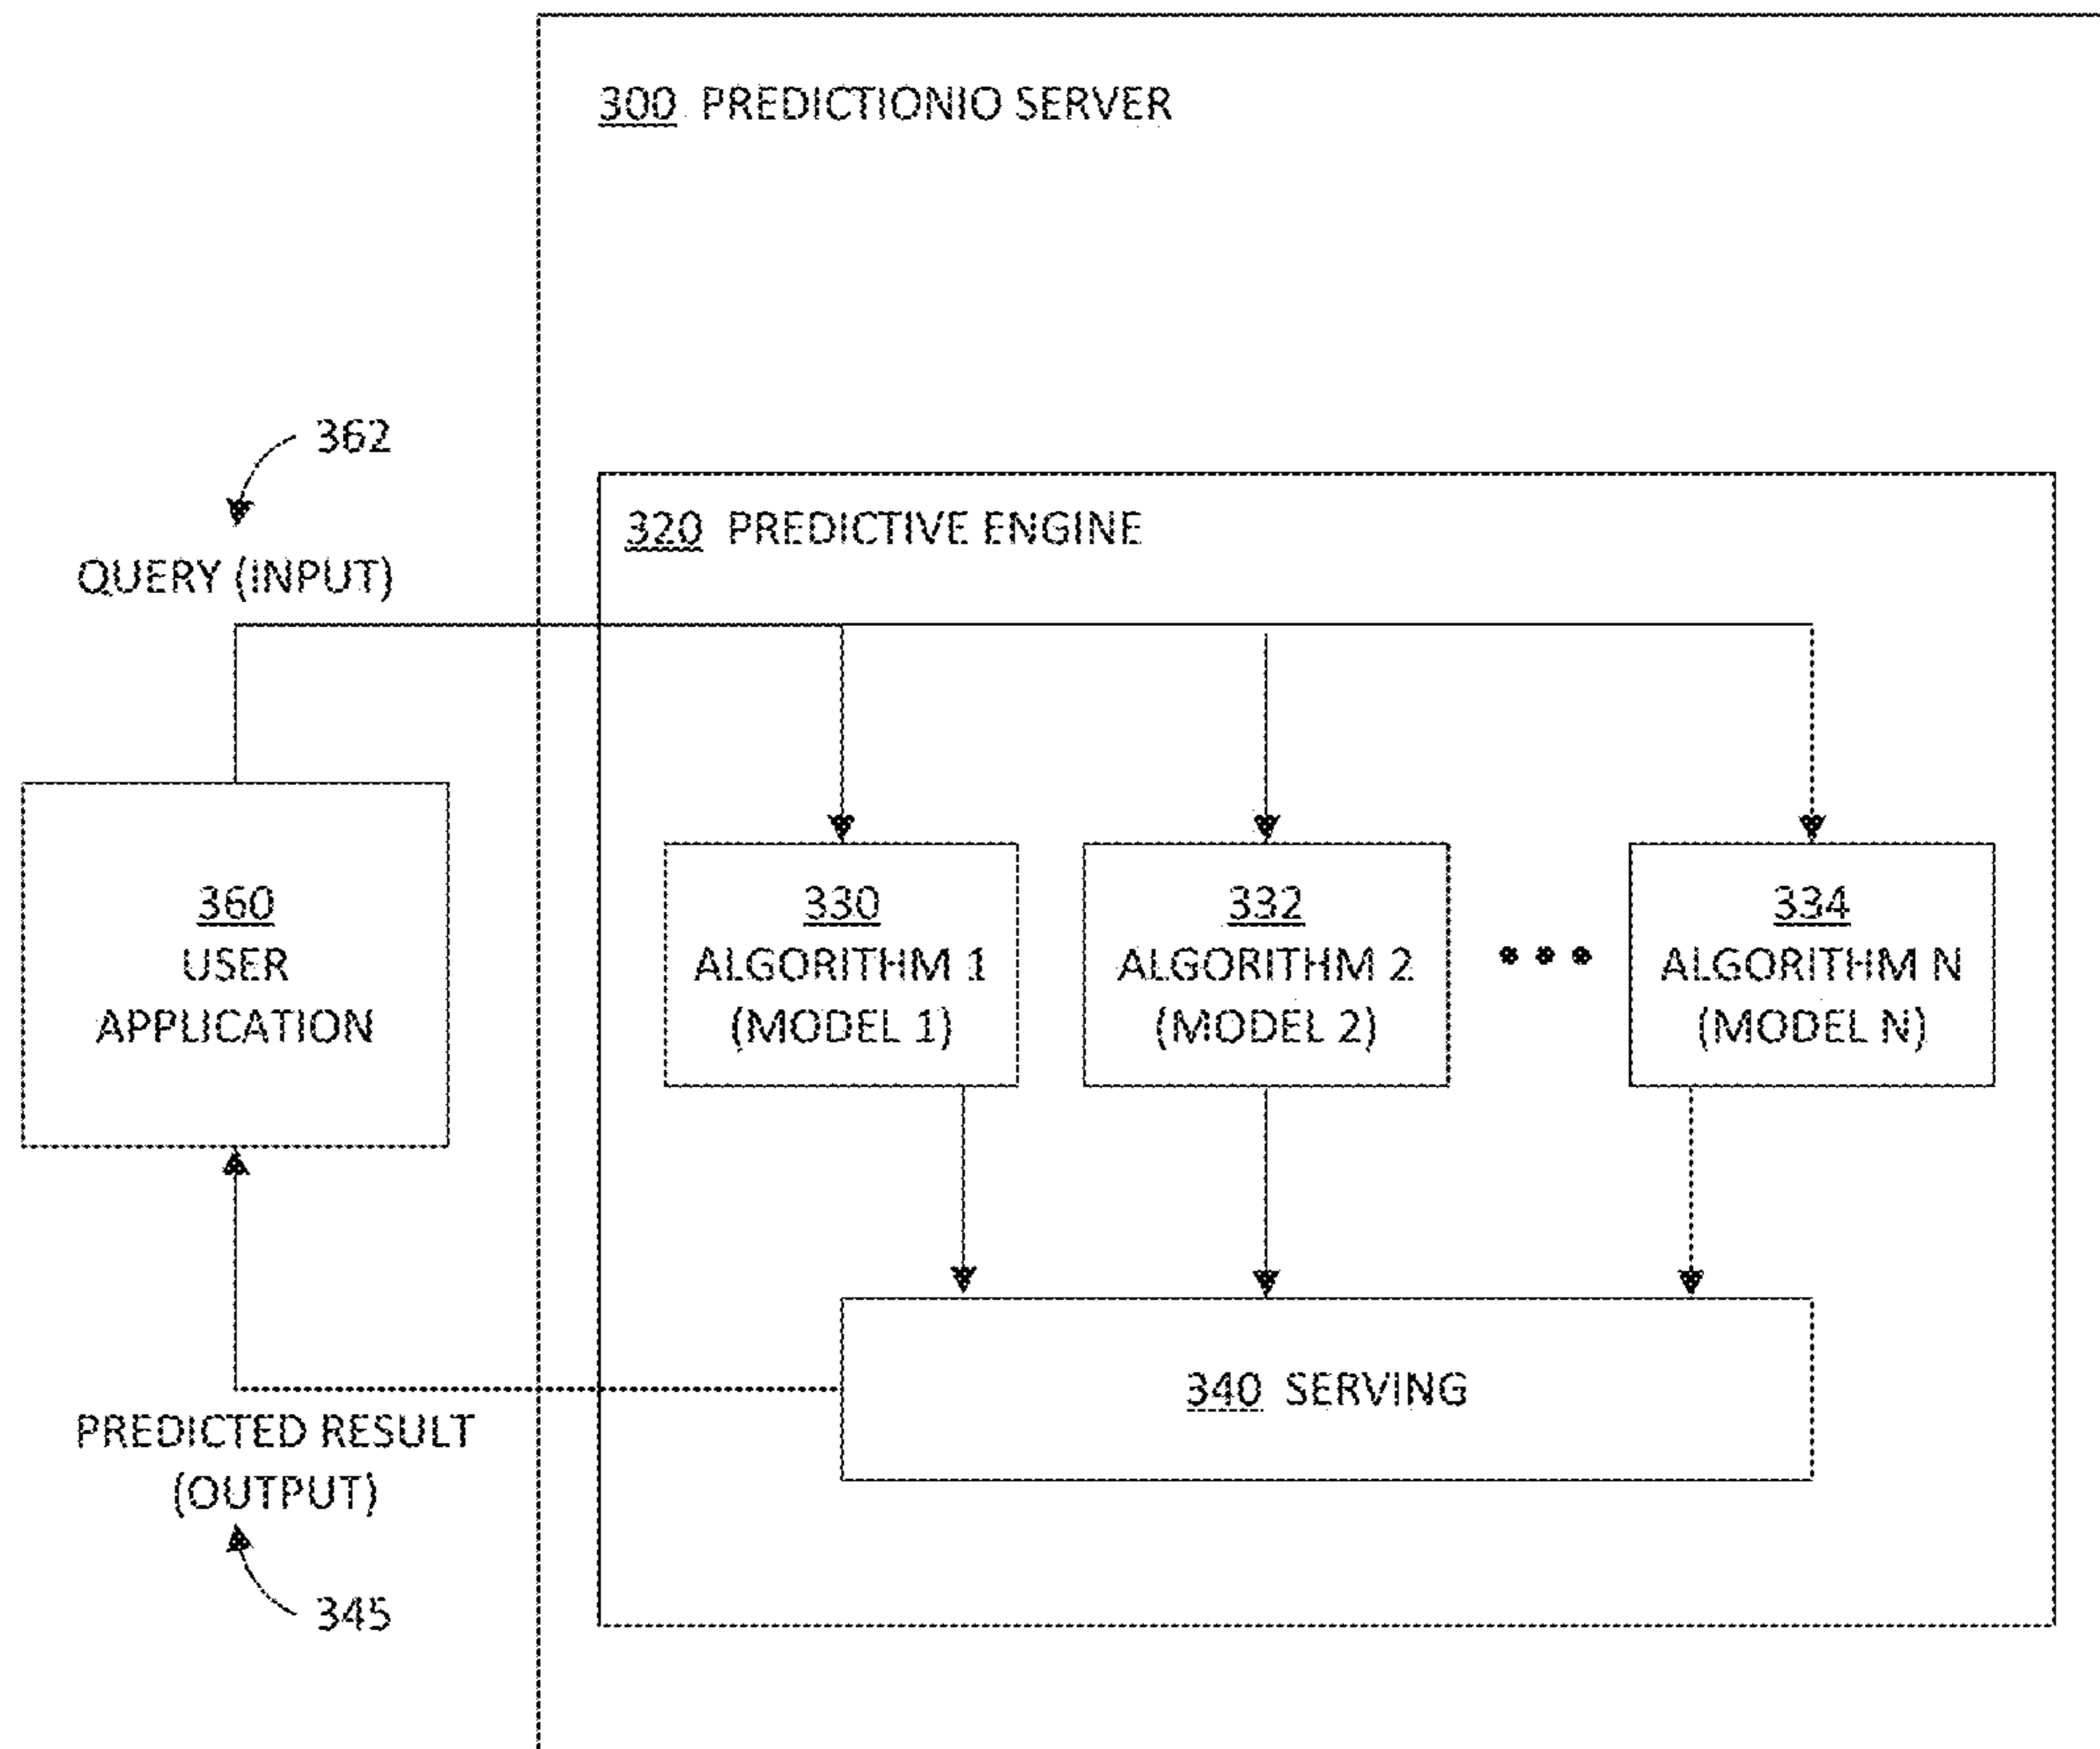 300 PREDICTIONIO SERVER
362
QUERY (INPUT)
320 PREDICTIVE ENGINE
360
USER
APPLICATION
330
ALGORITHM 1
(MODEL 1)
332
ALGORITHM 2
(MODEL 2)
334
ALGORITHM N
(MODEL N)
340 SERVING
PREDICTED RESULT
(OUTPUT)
345